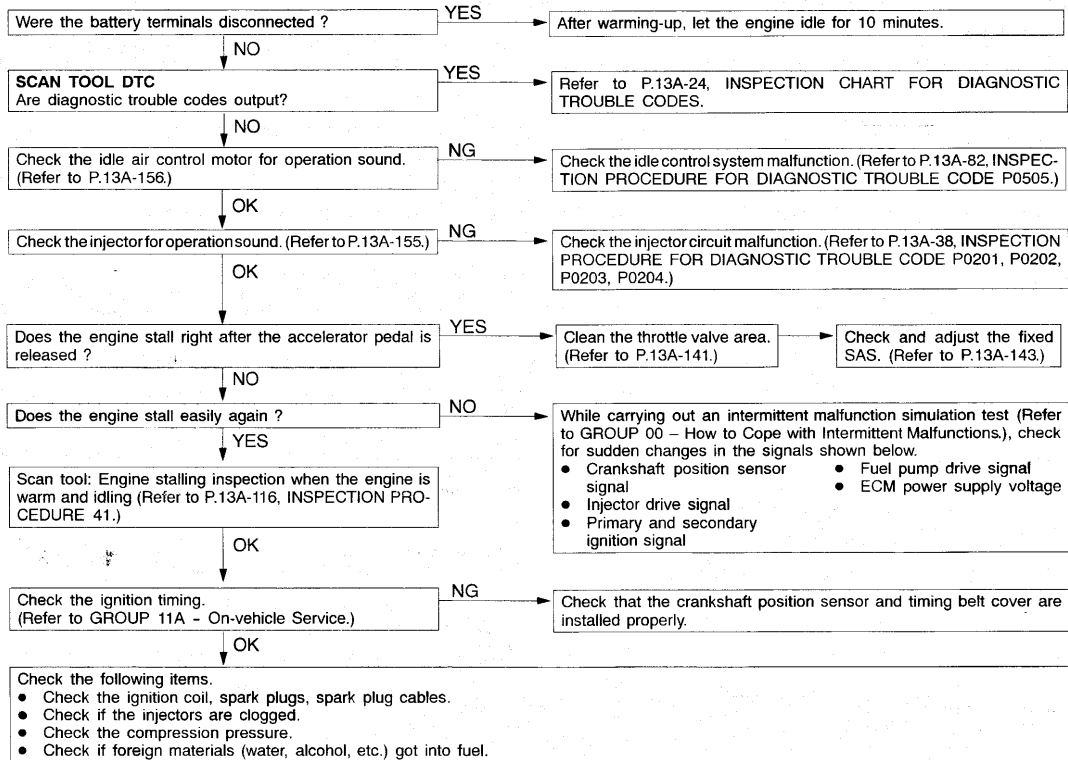 Were the battery terminals disconnected ?
YES
After warming-up, let the engine idle for 10 minutes.
NO
SCAN TOOL DTC
Are diagnostic trouble codes output?
YES
Refer to P.13A-24, INSPECTION CHART FOR DIAGNOSTIC
TROUBLE CODES.
NO
Check the idle air control motor for operation sound.
(Refer to P.13A-156.)
NG
Check the idle control system malfunction. (Refer to P.13A-82, INSPEC-
TION PROCEDURE FOR DIAGNOSTIC TROUBLE CODE P0505.)
OK
Check the injector for operation sound. (Refer to P.13A-155.)
NG
Check the injector circuit malfunction. (Refer to P.13A-38, INSPECTION
PROCEDURE FOR DIAGNOSTIC TROUBLE CODE P0201, P0202,
P0203, P0204.)
OK
Does the engine stall right after the accelerator pedal is
released ?
YES
Clean the throttle valve area.
(Refer to P.13A-141.)
Check and adjust the fixed
SAS. (Refer to P.13A-143.)
NO
Does the engine stall easily again ?
NO
While carrying out an intermittent malfunction simulation test (Refer
to GROUP 00 – How to Cope with Intermittent Malfunctions.), check
for sudden changes in the signals shown below.
● Crankshaft position sensor
signal
● Injector drive signal
● Primary and secondary
ignition signal
● Fuel pump drive signal
● ECM power supply voltage
YES
Scan tool: Engine stalling inspection when the engine is
warm and idling (Refer to P.13A-116, INSPECTION PRO-
CEDURE 41.)
OK
Check the ignition timing.
(Refer to GROUP 11A – On-vehicle Service.)
NG
Check that the crankshaft position sensor and timing belt cover are
installed properly.
OK
Check the following items.
● Check the ignition coil, spark plugs, spark plug cables.
● Check if the injectors are clogged.
● Check the compression pressure.
● Check if foreign materials (water, alcohol, etc.) got into fuel.